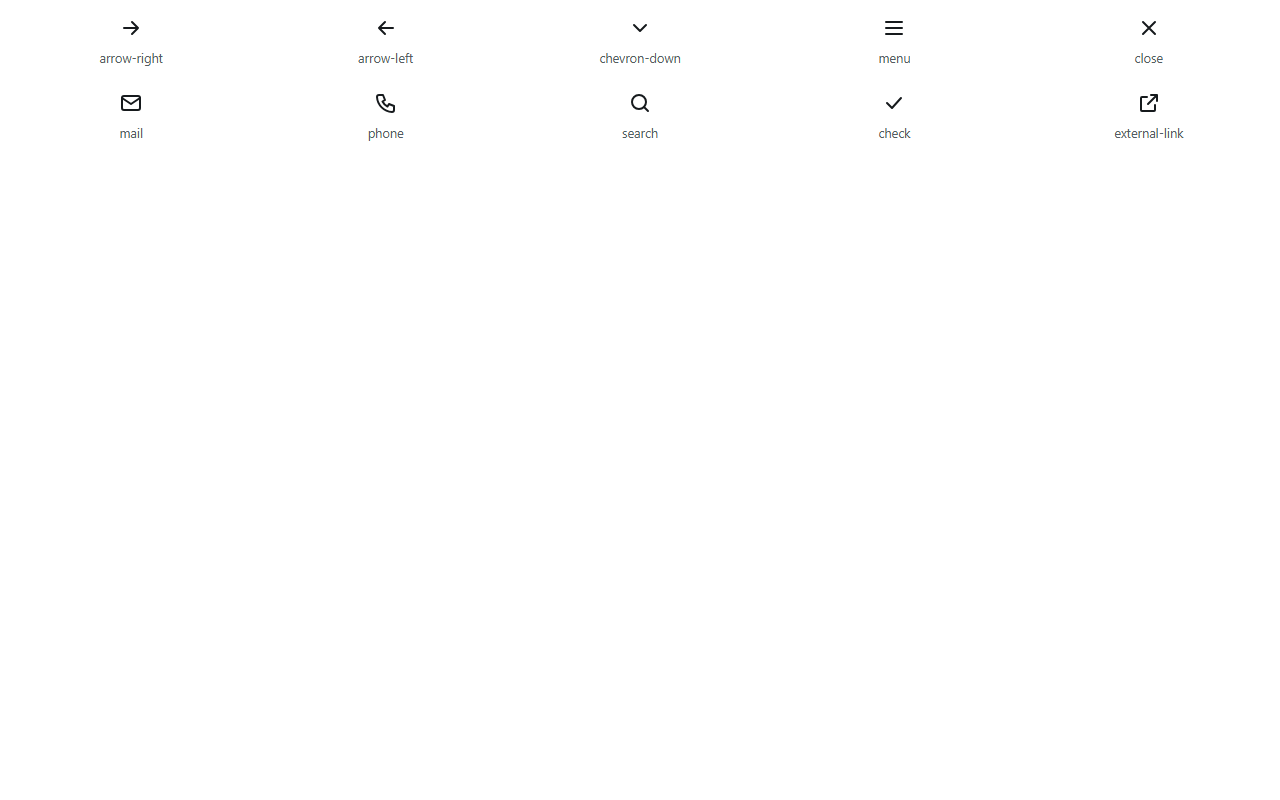 arrow-right
arrow-left
chevron-down
menu
close
mail
phone
search
check
external-link